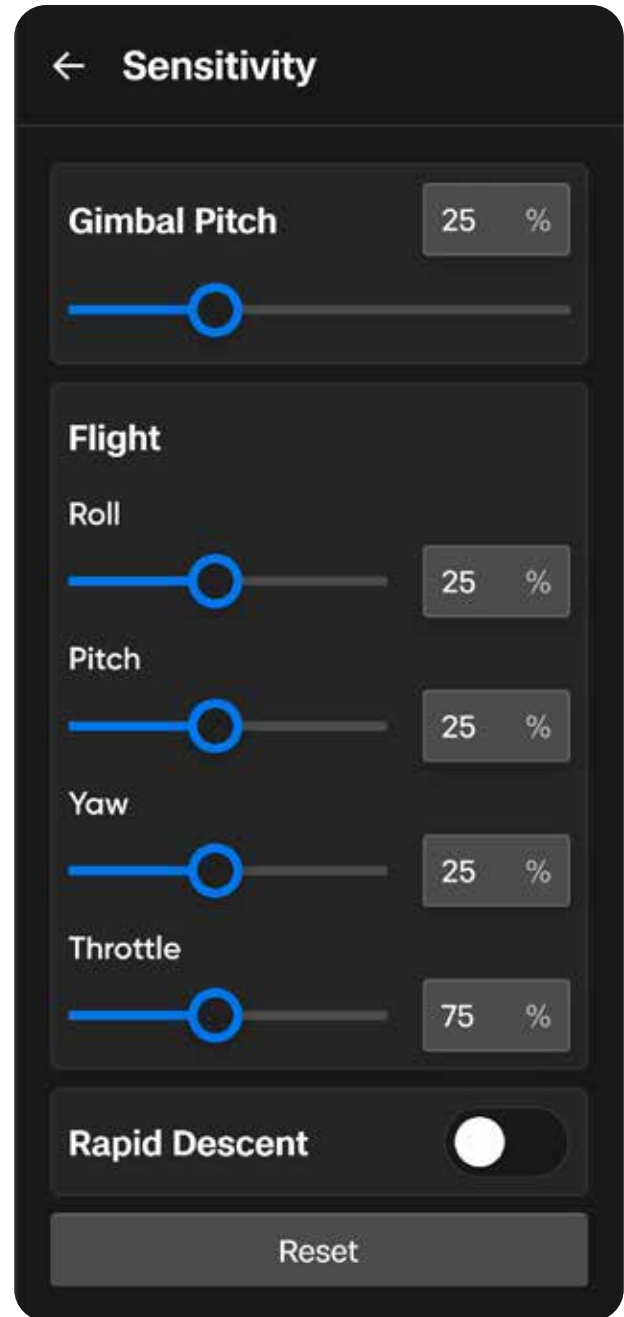 Sensitivity
Gimbal Pitch 25 %
Flight
Roll
25 %
Pitch
25 %
Yaw
25 %
Throttle
75 %
Rapid Descent
Reset